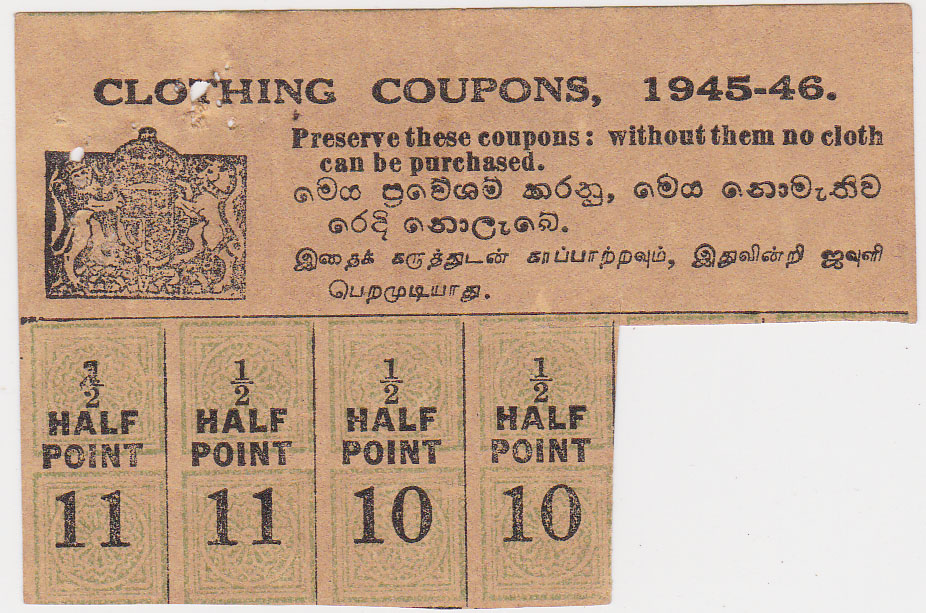 CLOTHING COUPONS, 1945-46.
Preserve these coupons: without them no cloth
can be purchased.
මෙය ප්‍රවේශම් කරනු, මෙය නොමැතිව
රෙදි නොලැබේ.
இதைக் கருத்துடன் காப்பாற்றவும், இதுவின்றி ஜவுளி
பெறமுடியாது.
½ ½ ½ ½
HALF HALF HALF HALF
POINT POINT POINT POINT
11 11 10 10